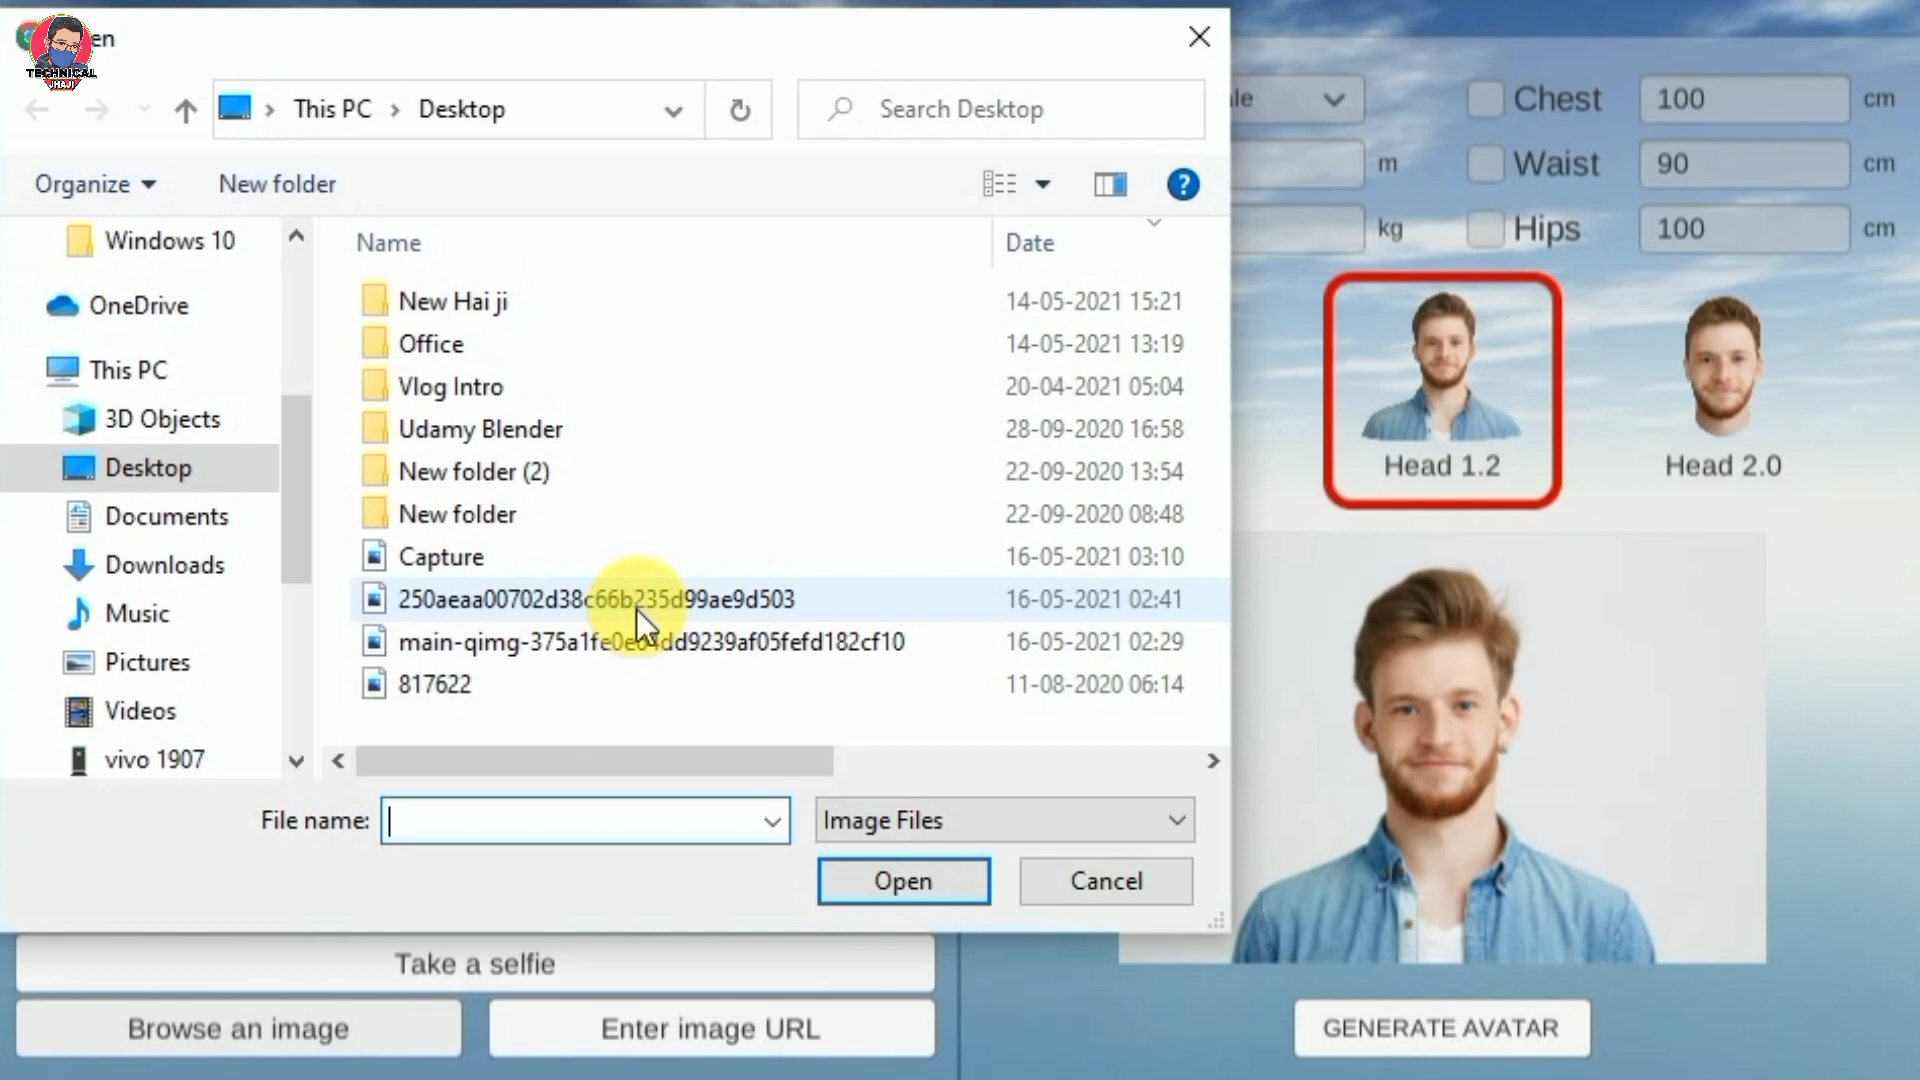 en
TECHNICAL
JHAJI
This PC > Desktop
Search Desktop
Organize
New folder
?
Windows 10
OneDrive
This PC
3D Objects
Desktop
Documents
Downloads
Music
Pictures
Videos
vivo 1907
Name Date
New Hai ji 14-05-2021 15:21
Office 14-05-2021 13:19
Vlog Intro 20-04-2021 05:04
Udamy Blender 28-09-2020 16:58
New folder (2) 22-09-2020 13:54
New folder 22-09-2020 08:48
Capture 16-05-2021 03:10
250aeaa00702d38c66b235d99ae9d503 16-05-2021 02:41
16-05-2021 02:29
817622 11-08-2020 06:14
File name:
Image Files
Open
Cancel
le
m
kg
Chest 100 cm
Waist 90 cm
Hips 100 cm
Head 1.2
Head 2.0
Take a selfie
Browse an image
Enter image URL
GENERATE AVATAR